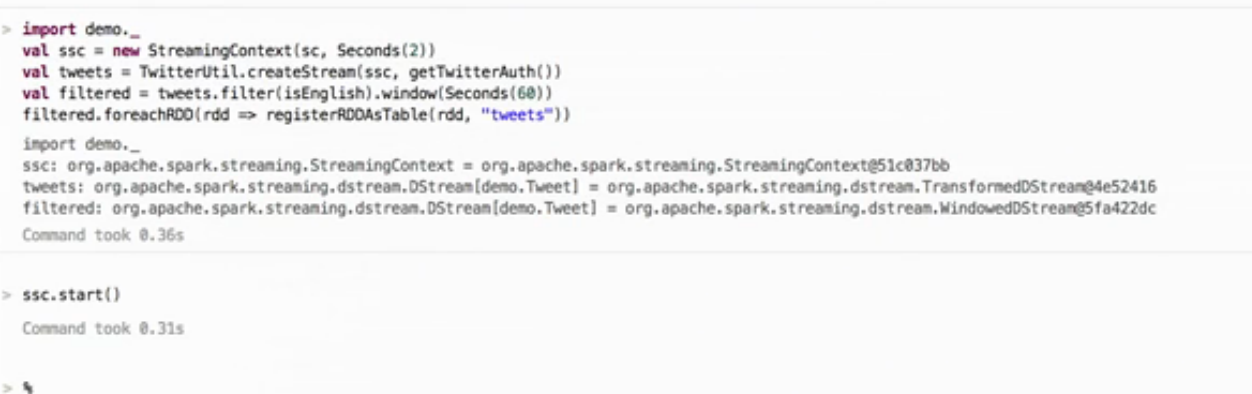 > import demo._
val ssc = new StreamingContext(sc, Seconds(2))
val tweets = TwitterUtil.createStream(ssc, getTwitterAuth())
val filtered = tweets.filter(isEnglish).window(Seconds(60))
filtered.foreachRDD(rdd => registerRDDAsTable(rdd, "tweets"))
import demo._
ssc: org.apache.spark.streaming.StreamingContext = org.apache.spark.streaming.StreamingContext@51c037bb
tweets: org.apache.spark.streaming.dstream.DStream[demo.Tweet] = org.apache.spark.streaming.dstream.TransformedDStream@4e52416
filtered: org.apache.spark.streaming.dstream.DStream[demo.Tweet] = org.apache.spark.streaming.dstream.WindowedDStream@5fa422dc
Command took 0.36s
> ssc.start()
Command took 0.31s
> %